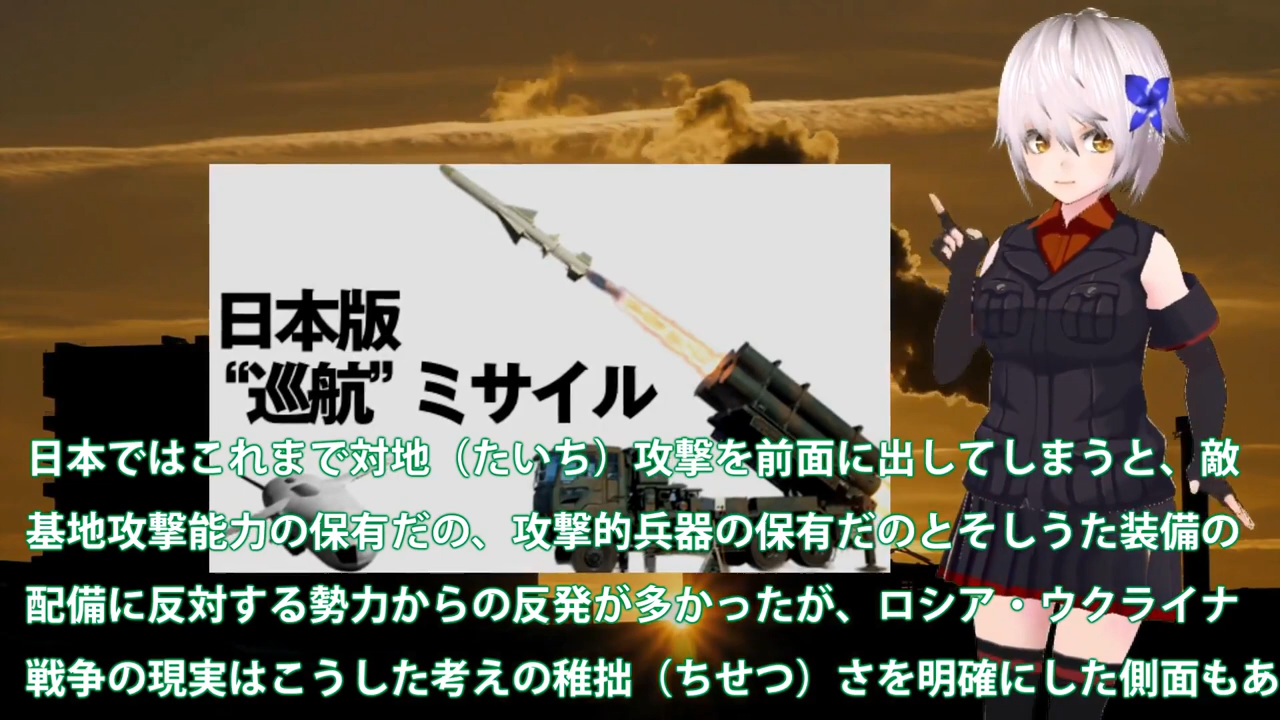 日本版
“巡航”ミサイル
日本ではこれまで対地（たいち）攻撃を前面に出してしまうと、敵
基地攻撃能力の保有だの、攻撃的兵器の保有だのとそしうた装備の
配備に反対する勢力からの反発が多かったが、ロシア・ウクライナ
戦争の現実はこうした考えの稚拙（ちせつ）さを明確にした側面もあ